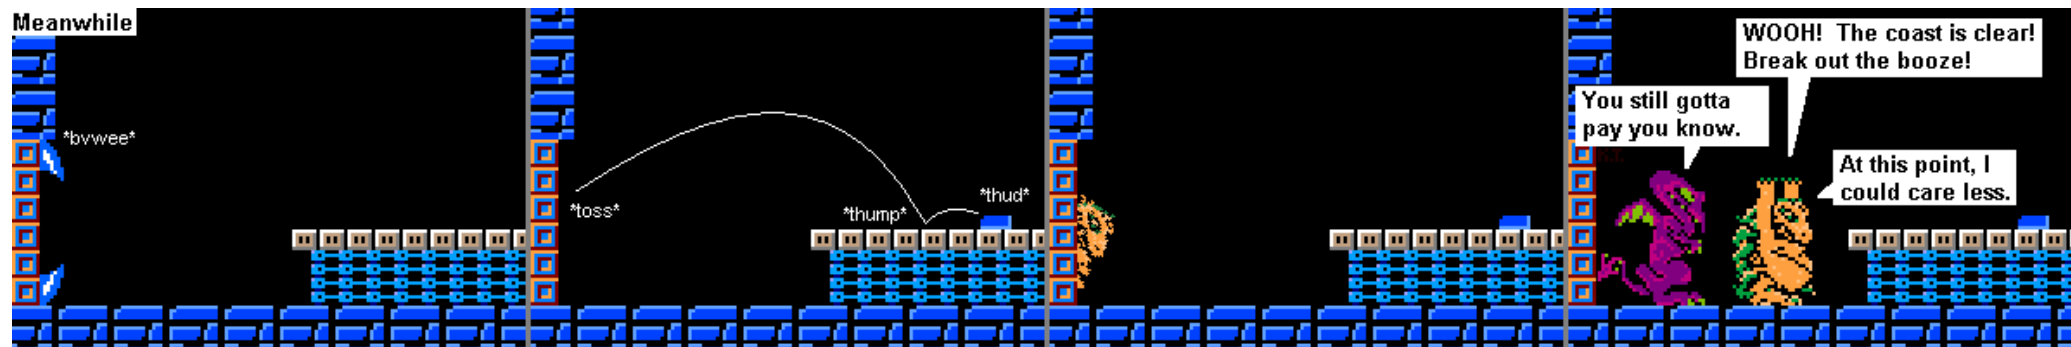 Meanwhile
*bvwee*
*toss*
*thump*
*thud*
WOOH! The coast is clear!
Break out the booze!
You still gotta
pay you know.
At this point, I
could care less.